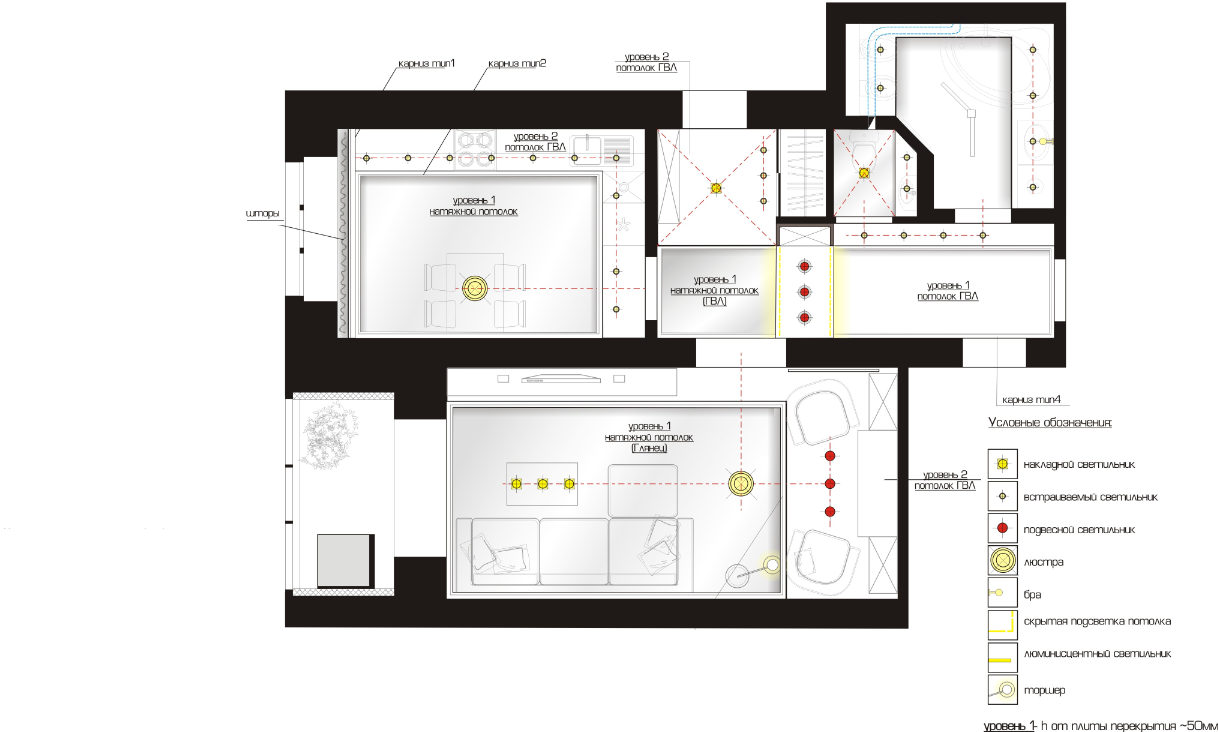 карниз тип1
карниз тип2
уровень 2
потолок ГВЛ
уровень 2
потолок ГВЛ
уровень 1
натяжной потолок
шторы
уровень 1
натяжной потолок
(ГВЛ)
уровень 1
потолок ГВЛ
карниз тип4
уровень 1
натяжной потолок
(Глянец)
уровень 2
потолок ГВЛ
Условные обозначения:
накладной светильник
встраиваемый светильник
подвесной светильник
люстра
бра
скрытая подсветка потолка
люминисцентный светильник
торшер
уровень 1- h от плиты перекрытия ~50мм